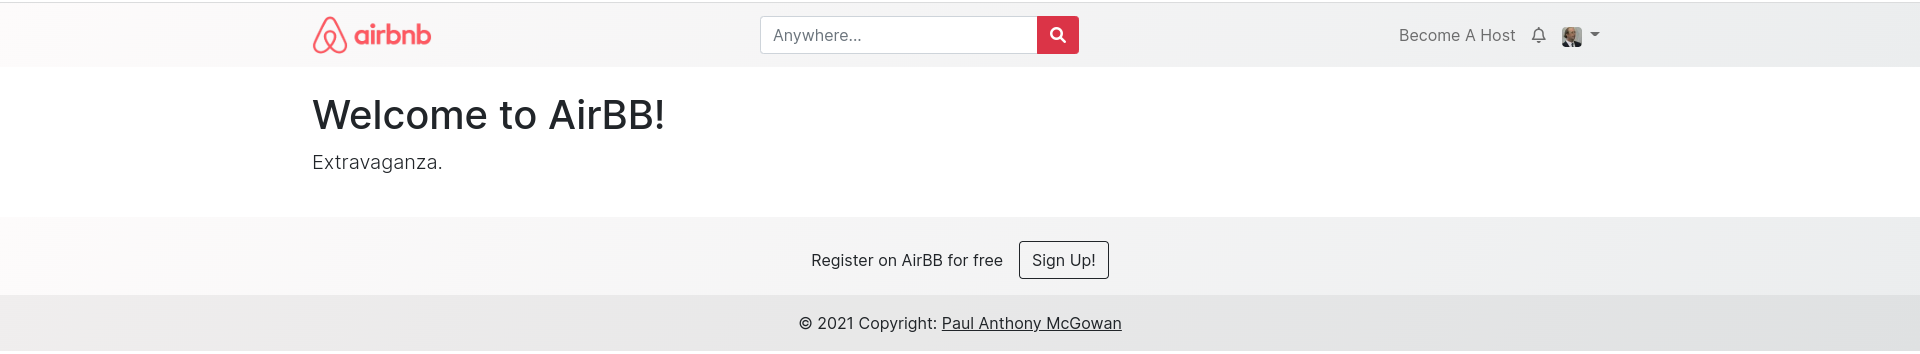 airbnb
Anywhere...
Become A Host
Welcome to AirBB!
Extravaganza.
Register on AirBB for free
Sign Up!
© 2021 Copyright: Paul Anthony McGowan